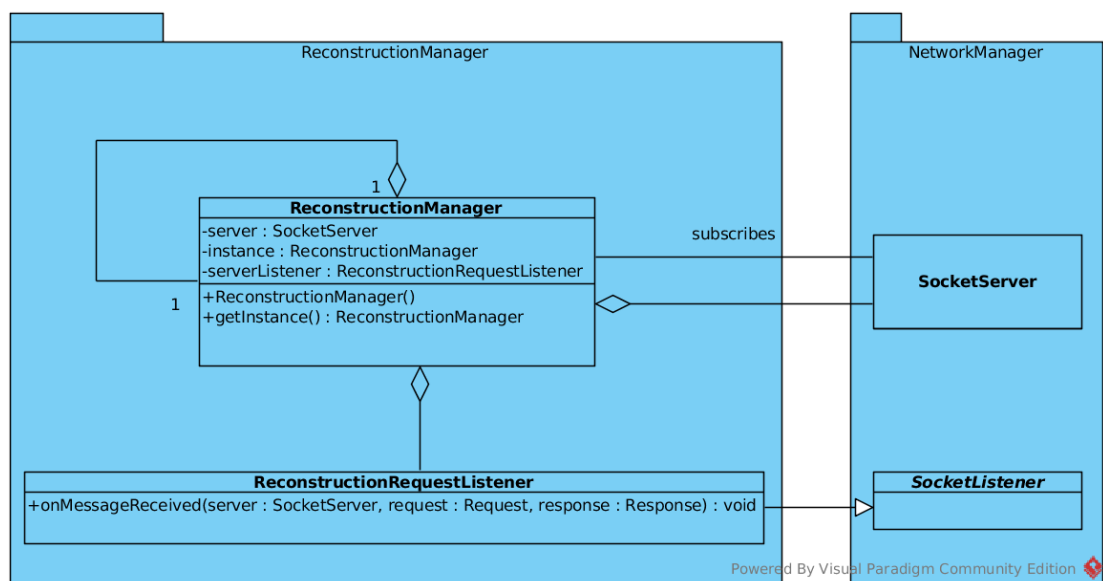 ReconstructionManager
NetworkManager
1
ReconstructionManager
-server : SocketServer
-instance : ReconstructionManager
-serverListener : ReconstructionRequestListener
1
+ReconstructionManager()
+getInstance() : ReconstructionManager
subscribes
SocketServer
ReconstructionRequestListener
+onMessageReceived(server : SocketServer, request : Request, response : Response) : void
SocketListener
Powered By Visual Paradigm Community Edition